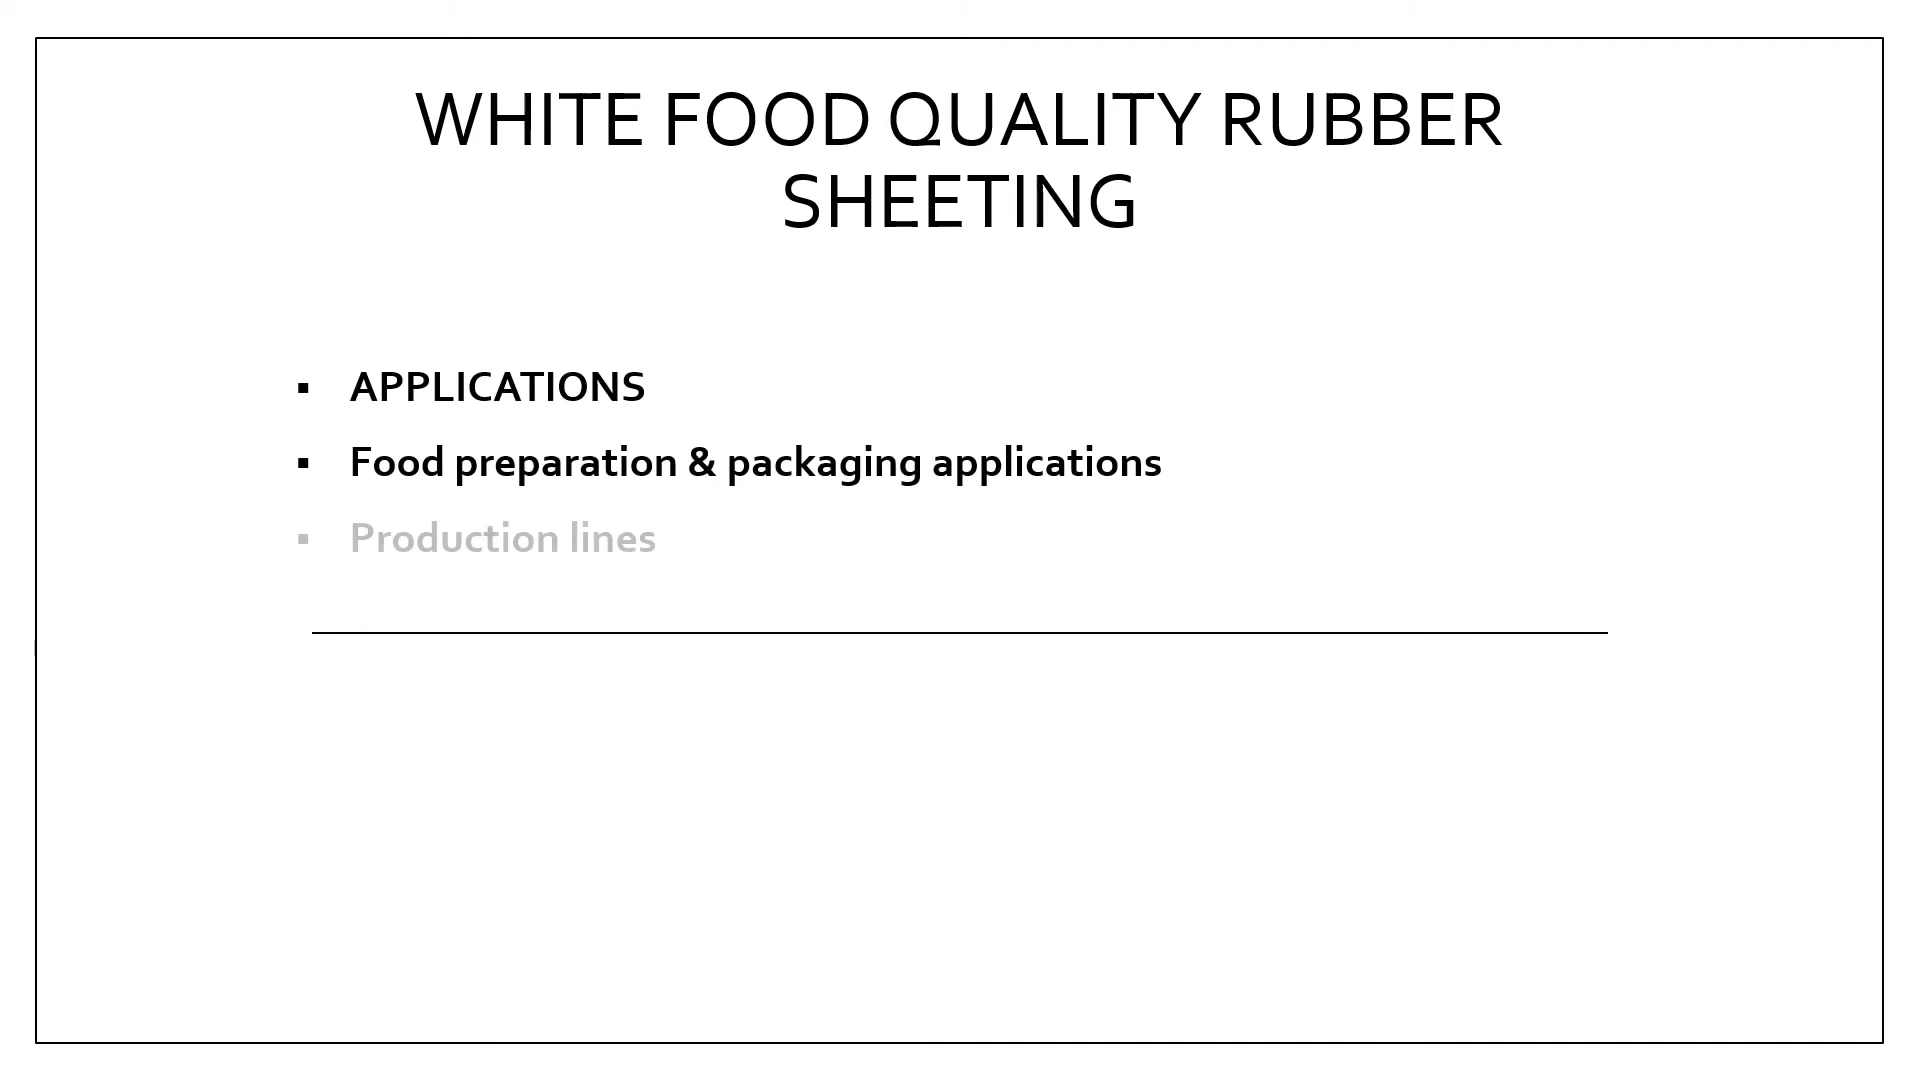 WHITE FOOD QUALITY RUBBER
SHEETING
▪ APPLICATIONS
▪ Food preparation & packaging applications
▪ Production lines